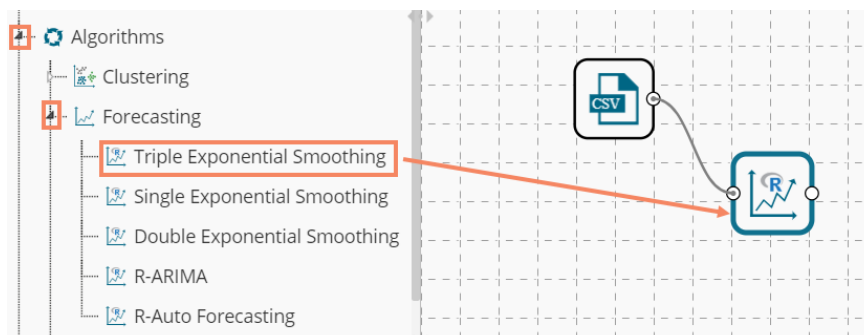 Algorithms
Clustering
Forecasting
Triple Exponential Smoothing
Single Exponential Smoothing
Double Exponential Smoothing
R-ARIMA
R-Auto Forecasting
CSV
R